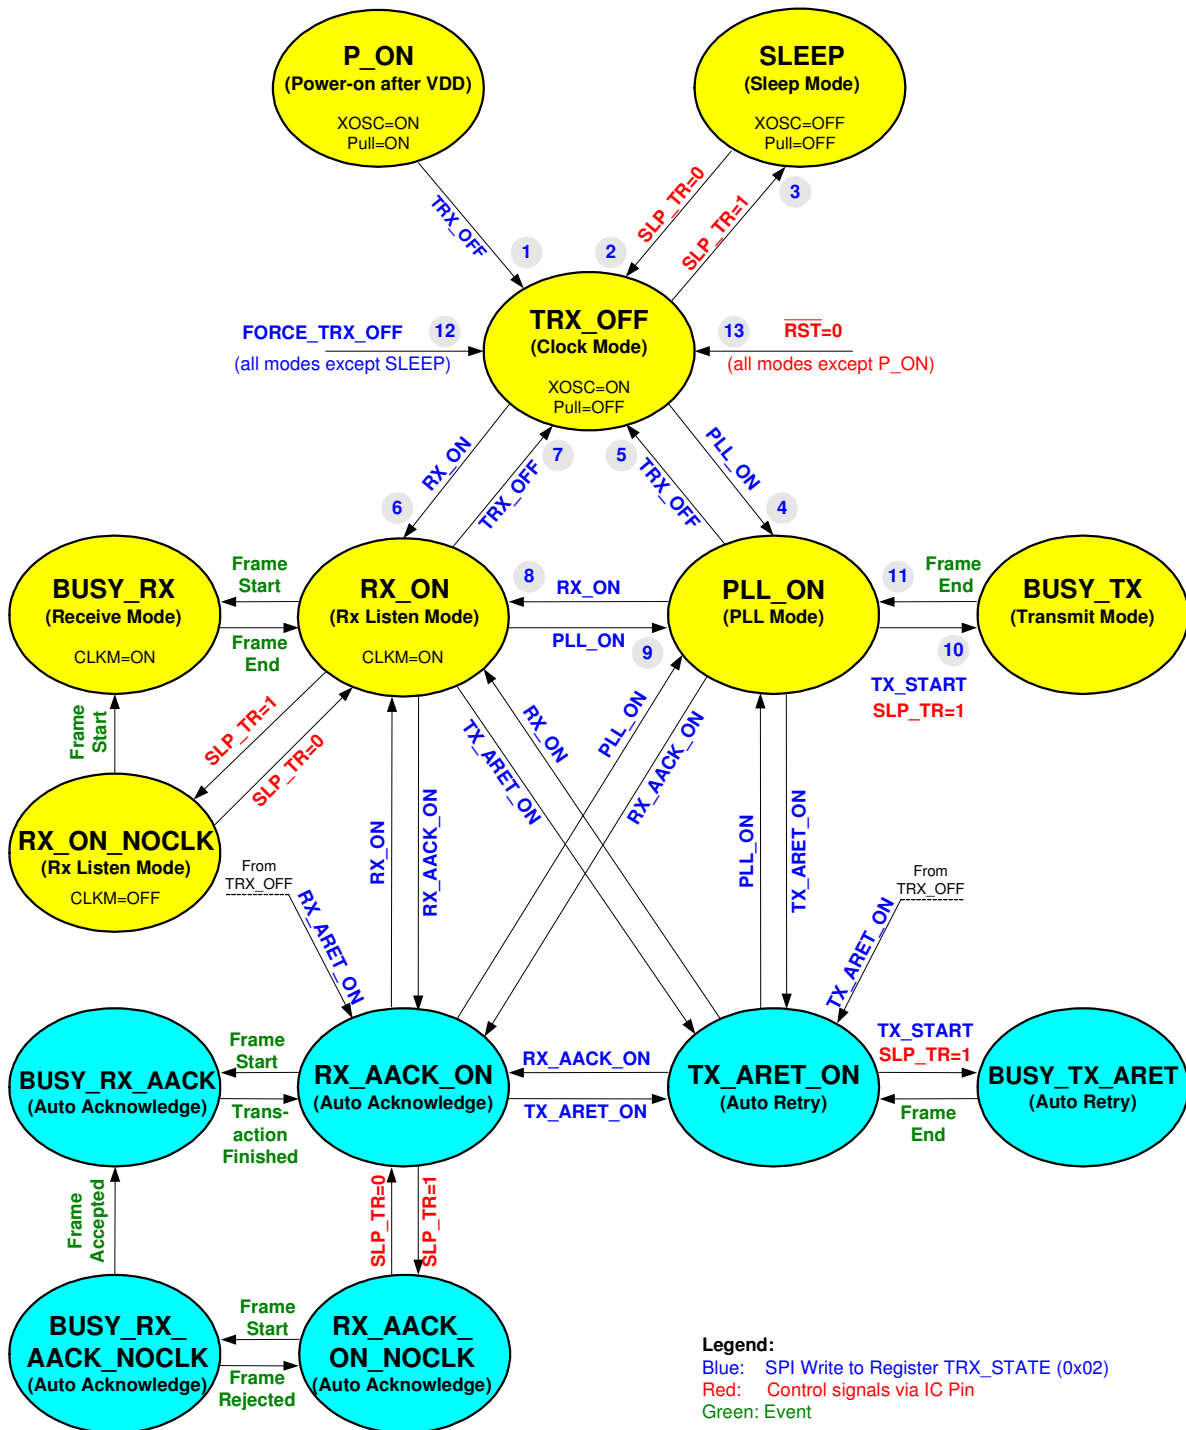 P_ON
(Power-on after VDD)
XOSC=ON
Pull=ON
SLEEP
(Sleep Mode)
XOSC=OFF
Pull=OFF
TRX_OFF
1
2
SLP_TR=0
SLP_TR=1
3
TRX_OFF
(Clock Mode)
XOSC=ON
Pull=OFF
FORCE_TRX_OFF
12
(all modes except SLEEP)
13
RST=0
(all modes except P_ON)
RX_ON
7
5
PLL_ON
6
TRX_OFF
TRX_OFF
4
BUSY_RX
(Receive Mode)
CLKM=ON
Frame
Start
Frame
End
RX_ON
(Rx Listen Mode)
CLKM=ON
8
RX_ON
PLL_ON
9
PLL_ON
(PLL Mode)
11
Frame
End
10
TX_START
SLP_TR=1
BUSY_TX
(Transmit Mode)
Frame
Start
SLP_TR=1
SLP_TR=0
RX_ON_NOCLK
(Rx Listen Mode)
CLKM=OFF
RX_ON
RX_AACK_ON
TX_ARET_ON
RX_ON
PLL_ON
RX_AACK_ON
PLL_ON
TX_ARET_ON
From
TRX_OFF
RX_ARET_ON
From
TRX_OFF
TX_ARET_ON
BUSY_RX_AACK
(Auto Acknowledge)
Frame
Start
Trans-
action
Finished
RX_AACK_ON
(Auto Acknowledge)
RX_AACK_ON
TX_ARET_ON
TX_ARET_ON
(Auto Retry)
TX_START
SLP_TR=1
Frame
End
BUSY_TX_ARET
(Auto Retry)
Frame
Accepted
SLP_TR=0
SLP_TR=1
BUSY_RX_
AACK_NOCLK
(Auto Acknowledge)
Frame
Start
Frame
Rejected
RX_AACK_
ON_NOCLK
(Auto Acknowledge)
Legend:
Blue: SPI Write to Register TRX_STATE (0x02)
Red: Control signals via IC Pin
Green: Event